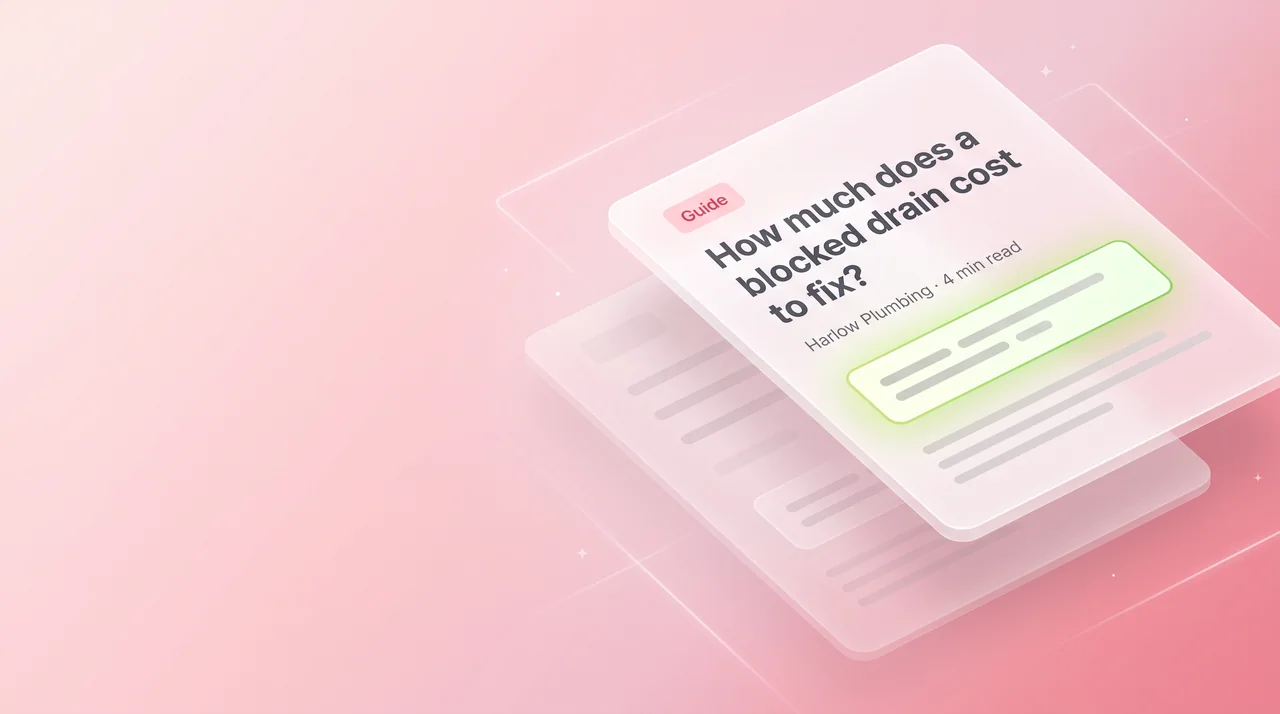 Guide
How much does a
blocked drain cost
to fix?
Harlow Plumbing · 4 min read